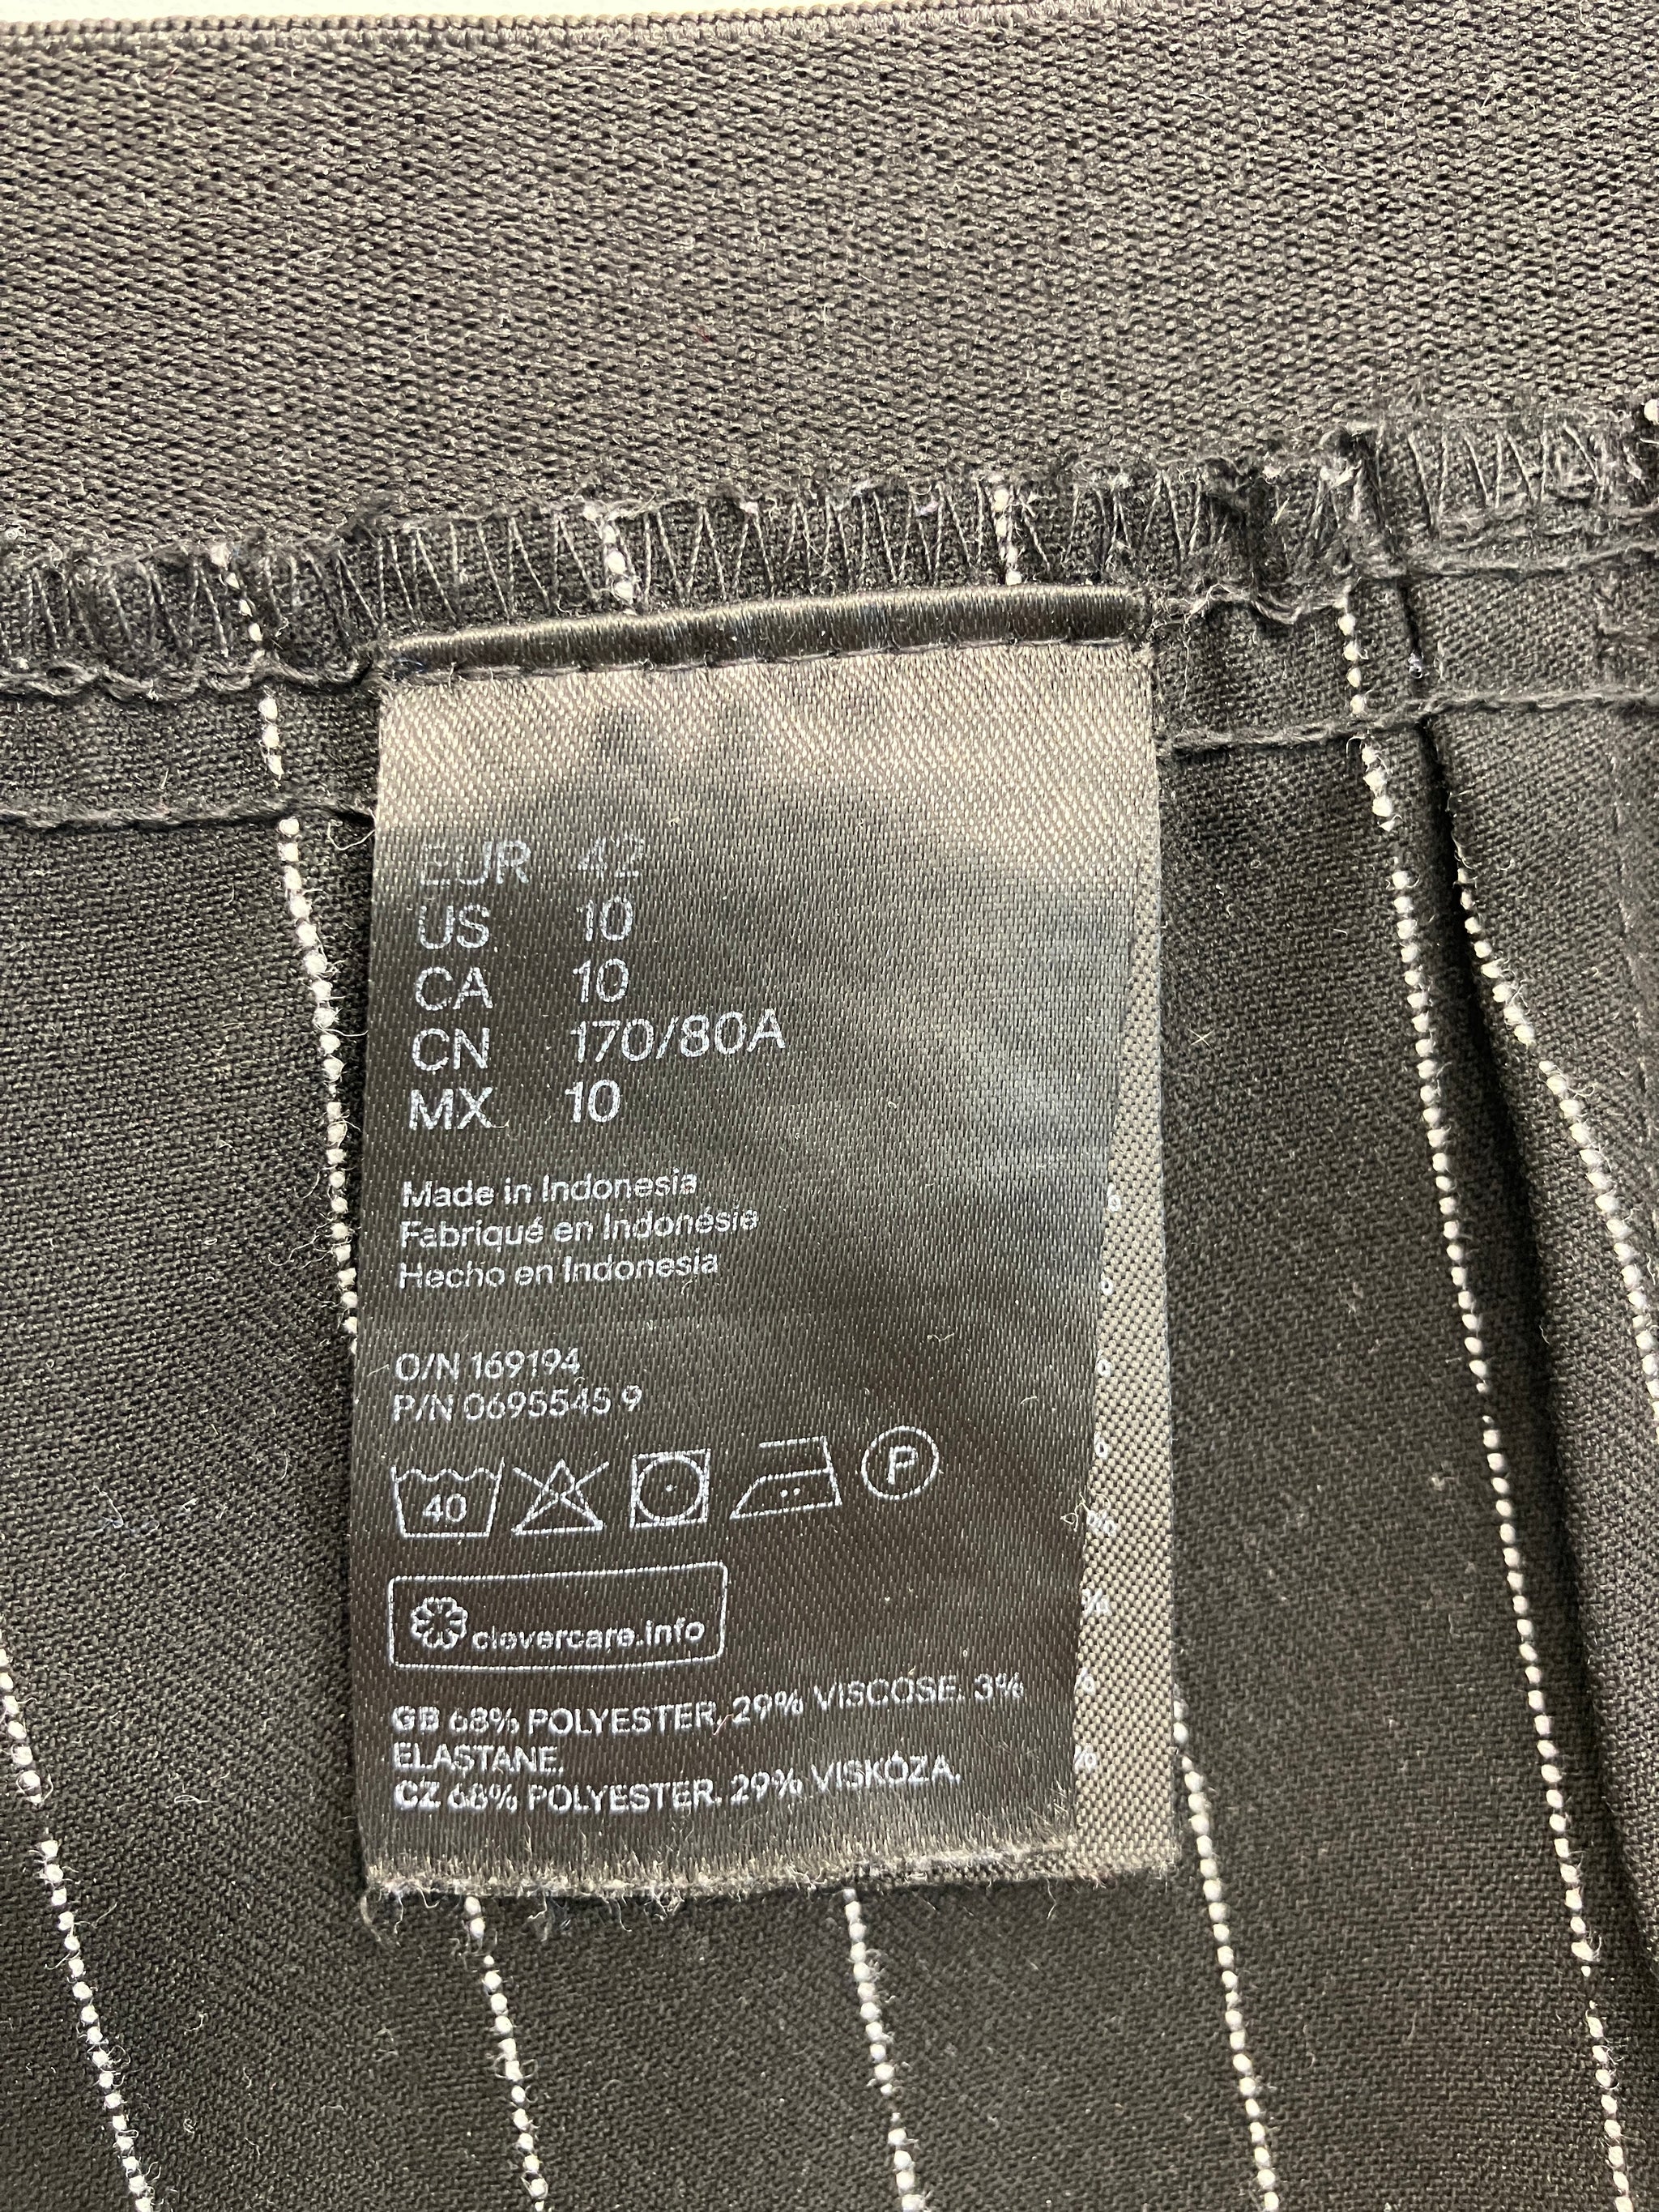 EUR 42
US 10
CA 10
CN 170/80A
MX 10
Made in Indonesia
Fabriqué en Indonésie
Hecho en Indonesia
O/N 169194
P/N 0695545 9
40
P
clevercare.info
GB 68% POLYESTER. 29% VISCOSE. 3%
ELASTANE.
CZ 68% POLYESTER. 29% VISKÓZA.